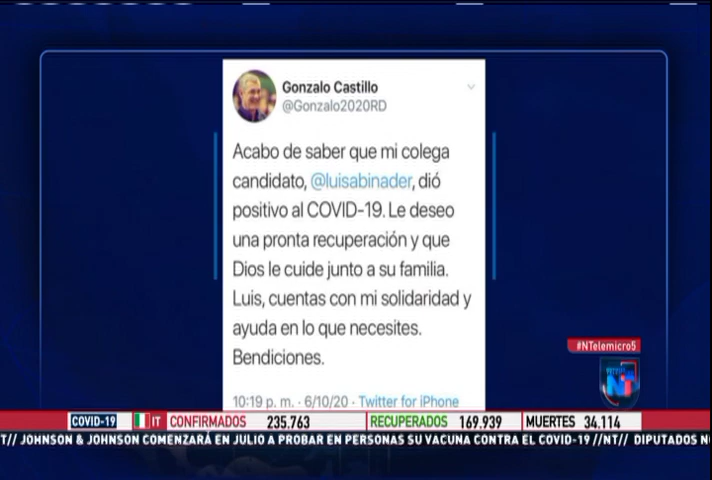 Gonzalo Castillo
@Gonzalo2020RD
Acabo de saber que mi colega
candidato, @luisabinader, dió
positivo al COVID-19. Le deseo
una pronta recuperación y que
Dios le cuide junto a su familia.
Luis, cuentas con mi solidaridad y
ayuda en lo que necesites.
Bendiciones.
10:19 p. m. · 6/10/20 · Twitter for iPhone
#NTelemicro5
NT
COVID-19 IT CONFIRMADOS 235.763 RECUPERADOS 169.939 MUERTES 34.114
T// JOHNSON & JOHNSON COMENZARÁ EN JULIO A PROBAR EN PERSONAS SU VACUNA CONTRA EL COVID-19 //NT// DIPUTADOS